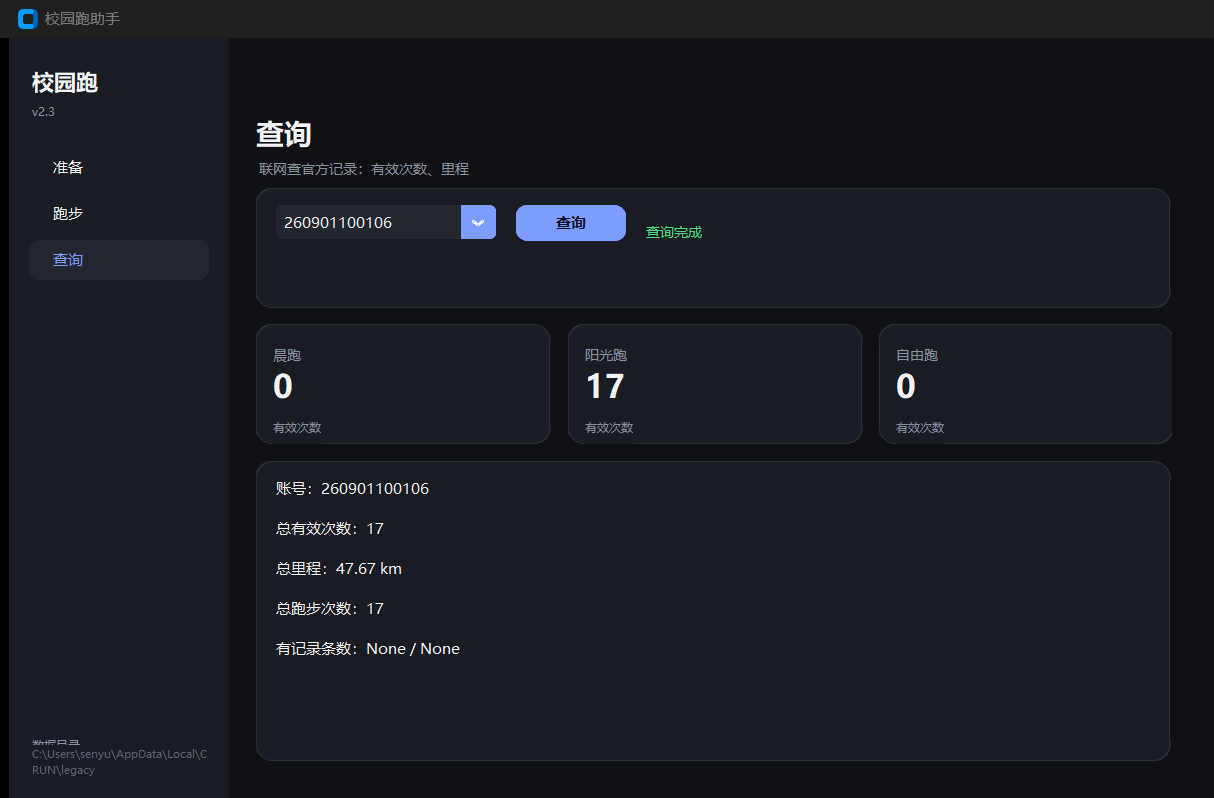 校园跑助手
校园跑
v2.3
准备
跑步
查询
数据目录
C:\Users\senyu\AppData\Local\C
RUN\legacy
查询
联网查官方记录：有效次数、里程
260901100106
查询
查询完成
晨跑
0
有效次数
阳光跑
17
有效次数
自由跑
0
有效次数
账号：260901100106
总有效次数：17
总里程：47.67 km
总跑步次数：17
有记录条数：None / None